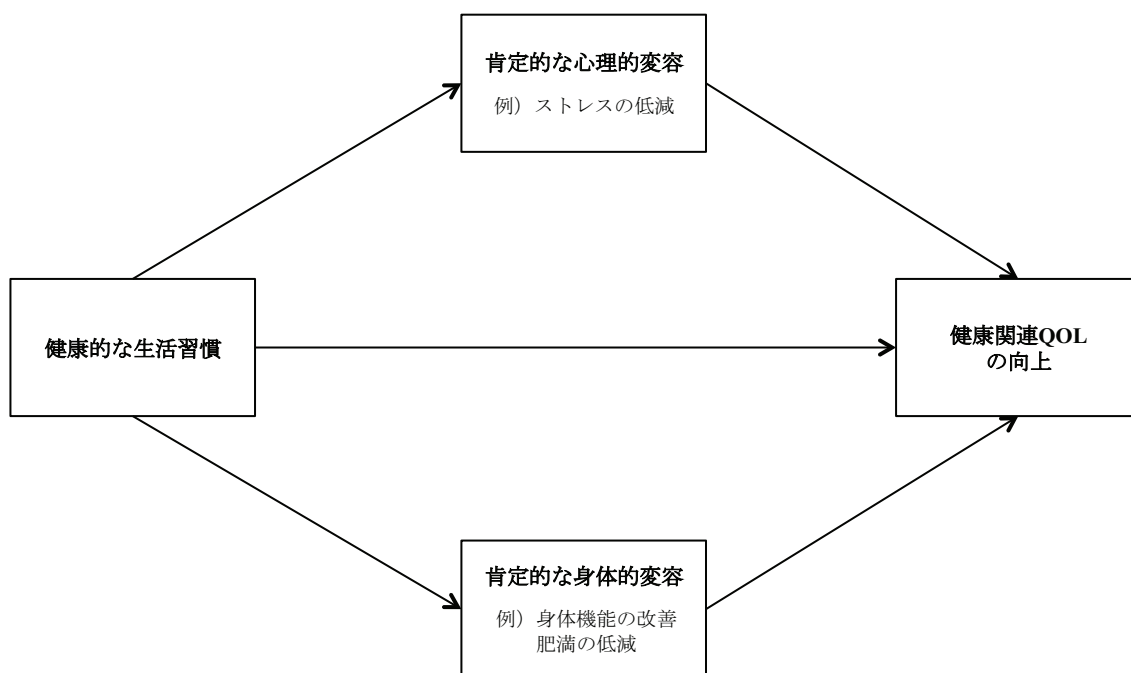 肯定的な心理的変容
例）ストレスの低減
健康的な生活習慣
健康関連QOL
の向上
肯定的な身体的変容
例）身体機能の改善
肥満の低減